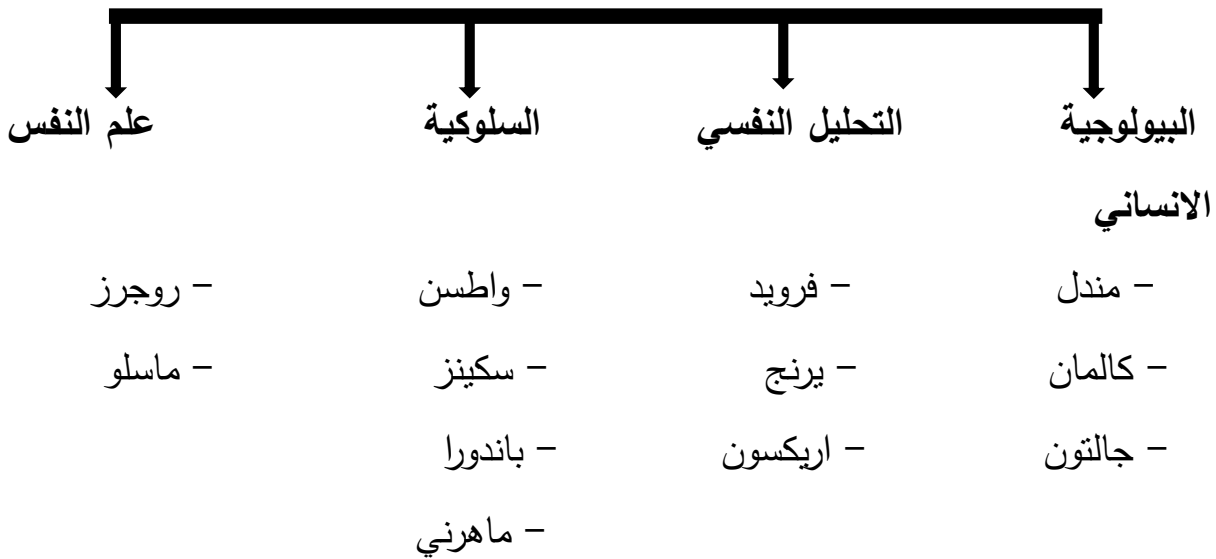 البيولوجية التحليل النفسي السلوكية علم النفس
الانساني
– مندل – فرويد – واطسن – روجرز
– كالمان – يرنج – سكينز – ماسلو
– جالتون – اريكسون – باندورا
– ماهرني